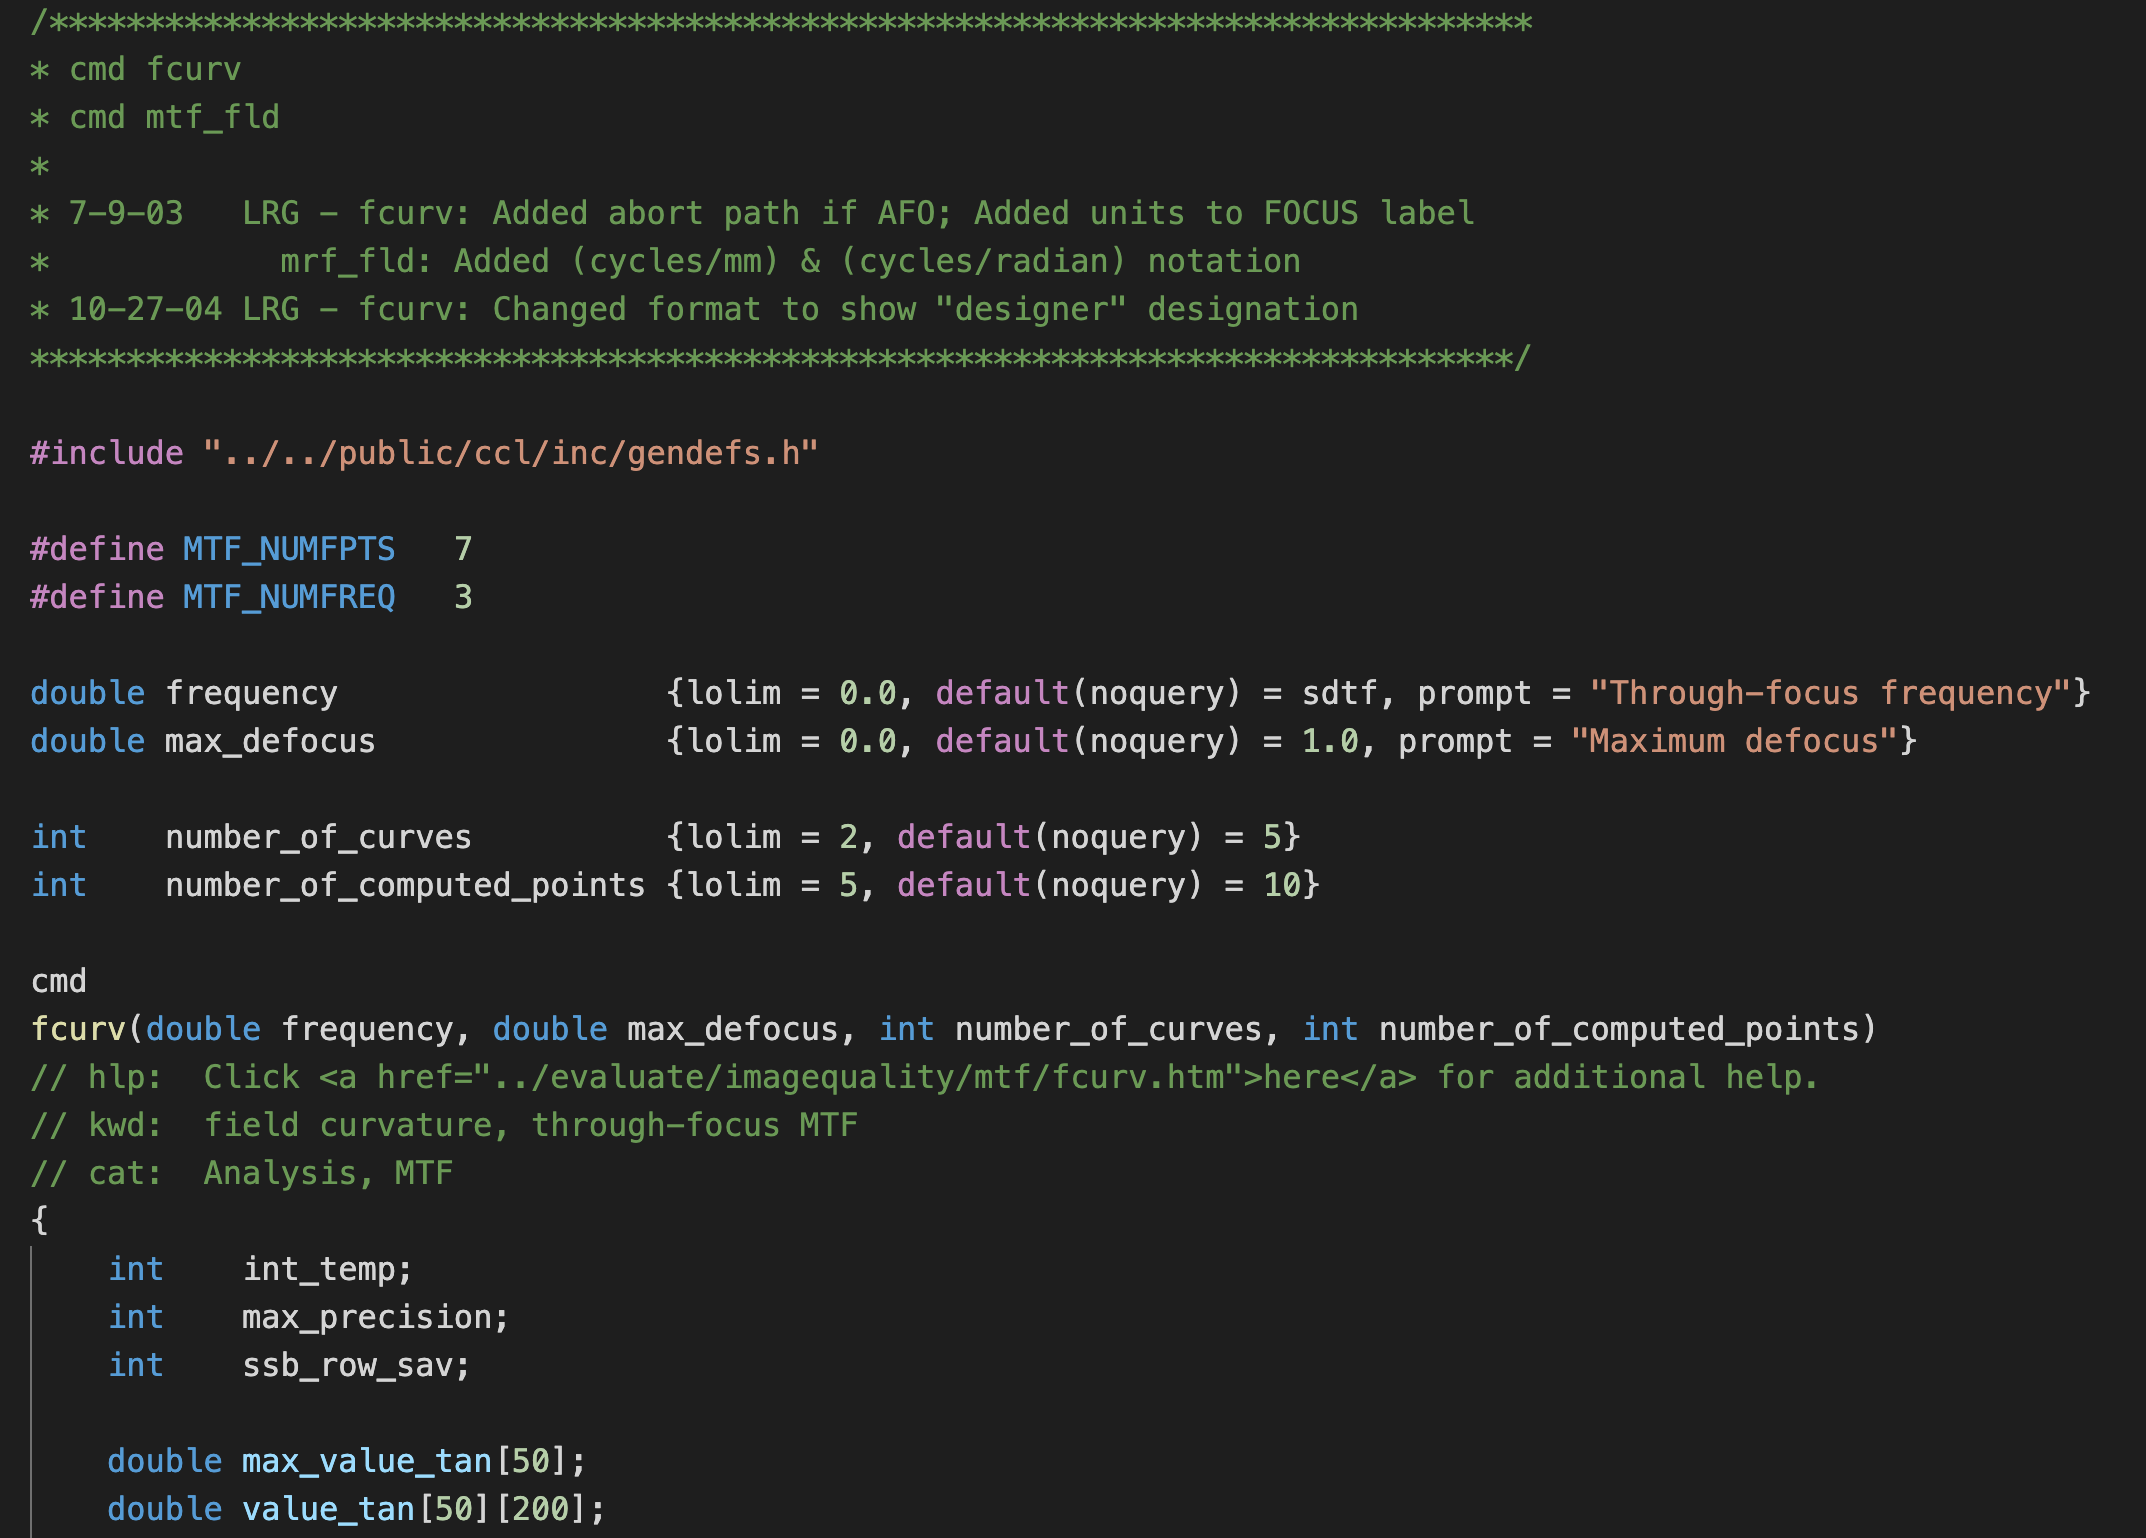 /*****************************************************************************
* cmd fcurv
* cmd mtf_fld
*
* 7-9-03   LRG - fcurv: Added abort path if AFO; Added units to FOCUS label
*            mrf_fld: Added (cycles/mm) & (cycles/radian) notation
* 10-27-04 LRG - fcurv: Changed format to show "designer" designation
*****************************************************************************/

#include "../../public/ccl/inc/gendefs.h"

#define MTF_NUMFPTS   7
#define MTF_NUMFREQ   3

double frequency                 {lolim = 0.0, default(noquery) = sdtf, prompt = "Through-focus frequency"}
double max_defocus               {lolim = 0.0, default(noquery) = 1.0, prompt = "Maximum defocus"}

int    number_of_curves          {lolim = 2, default(noquery) = 5}
int    number_of_computed_points {lolim = 5, default(noquery) = 10}

cmd
fcurv(double frequency, double max_defocus, int number_of_curves, int number_of_computed_points)
// hlp:  Click <a href="../evaluate/imagequality/mtf/fcurv.htm">here</a> for additional help.
// kwd:  field curvature, through-focus MTF
// cat:  Analysis, MTF
{
    int    int_temp;
    int    max_precision;
    int    ssb_row_sav;

    double max_value_tan[50];
    double value_tan[50][200];